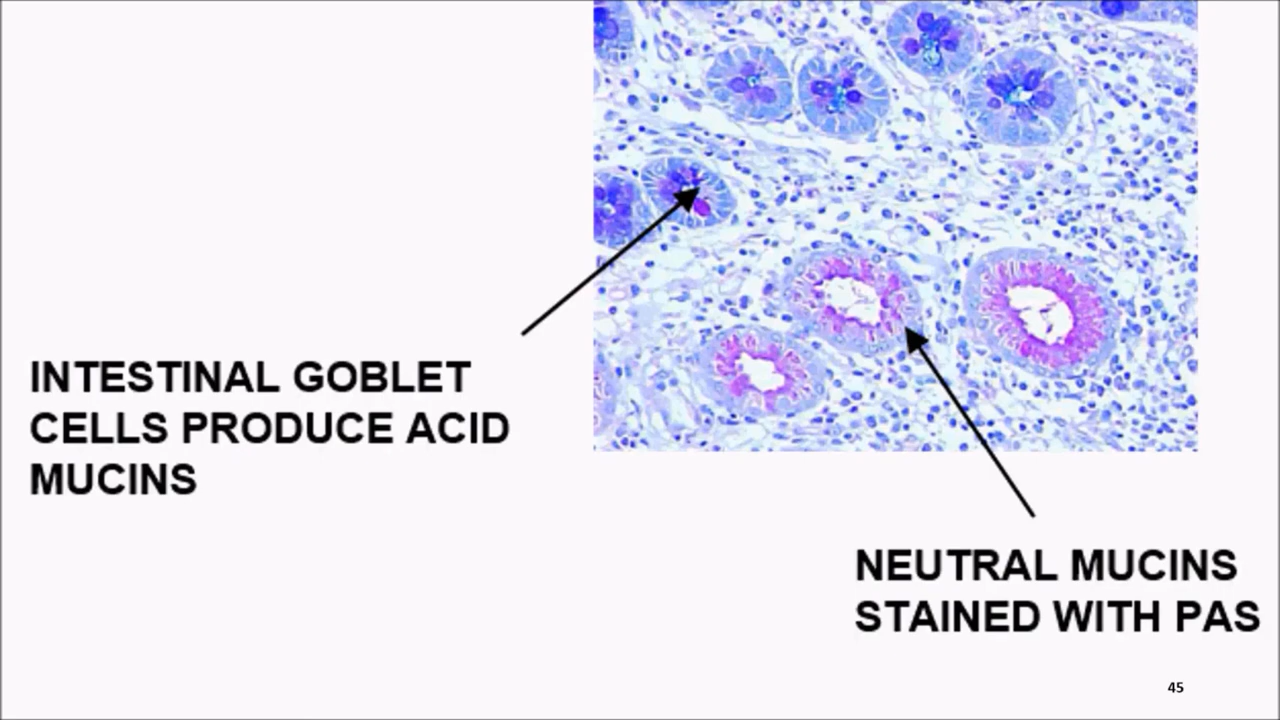 INTESTINAL GOBLET
CELLS PRODUCE ACID
MUCINS
NEUTRAL MUCINS
STAINED WITH PAS
45